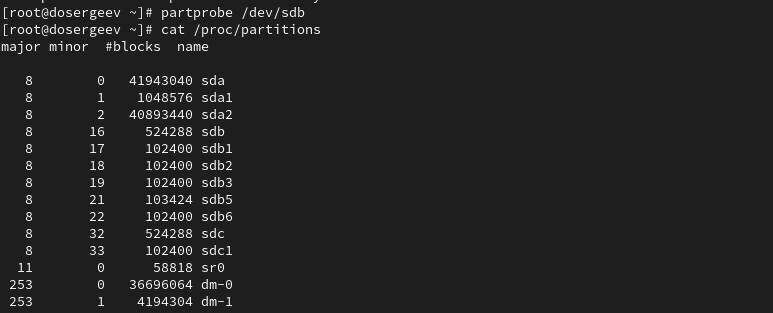 [root@dosergeev ~]# partprobe /dev/sdb
[root@dosergeev ~]# cat /proc/partitions
major minor  #blocks  name

   8        0   41943040 sda
   8        1    1048576 sda1
   8        2   40893440 sda2
   8       16     524288 sdb
   8       17     102400 sdb1
   8       18     102400 sdb2
   8       19     102400 sdb3
   8       21     103424 sdb5
   8       22     102400 sdb6
   8       32     524288 sdc
   8       33     102400 sdc1
  11        0      58818 sr0
 253        0   36696064 dm-0
 253        1    4194304 dm-1